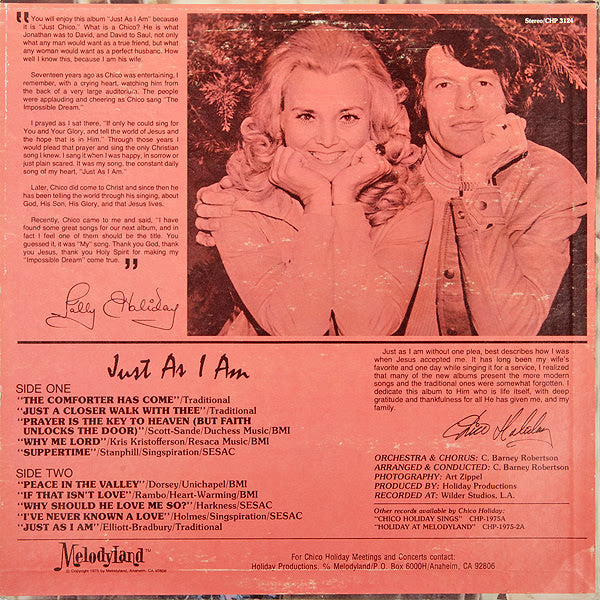 Stereo/CHP 3124
" You will enjoy this album "Just As I Am" because
it is "Just Chico." What is a Chico? He is what
Jonathan was to David, and David to Saul, not only
what any man would want as a true friend, but what
any woman would want as a perfect husband. How
well I know this, because I am his wife.
Seventeen years ago as Chico was entertaining, I
remember, with a crying heart, watching him from
the back of a very large auditorium. The people
were applauding and cheering as Chico sang "The
Impossible Dream."
I prayed as I sat there, "If only he could sing for
You and Your Glory, and tell the world of Jesus and
the hope that is in Him." Through those years I
would plead that prayer and sing the only Christian
song I knew. I sang it when I was happy, in sorrow or
just plain scared. It was my song, the constant daily
song of my heart, "Just As I Am."
Later, Chico did come to Christ and since then he
has been telling the world through his singing, about
God, His Son, His Glory, and that Jesus lives.
Recently, Chico came to me and said, "I have
found some great songs for our next album, and in
fact I feel one of them should be the title. You
guessed it, it was "My" song. Thank you God, thank
you Jesus, thank you Holy Spirit for making my
"Impossible Dream" come true. "
Lolly Holiday
Just As I Am
SIDE ONE
"THE COMFORTER HAS COME"/Traditional
"JUST A CLOSER WALK WITH THEE"/Traditional
"PRAYER IS THE KEY TO HEAVEN (BUT FAITH
UNLOCKS THE DOOR)"/Scott-Sande/Duchess Music/BMI
"WHY ME LORD"/Kris Kristofferson/Resaca Music/BMI
"SUPPERTIME"/Stanphill/Singspiration/SESAC
SIDE TWO
"PEACE IN THE VALLEY"/Dorsey/Unichapel/BMI
"IF THAT ISN'T LOVE"/Rambo/Heart-Warming/BMI
"WHY SHOULD HE LOVE ME SO?"/Harkness/SESAC
"I'VE NEVER KNOWN A LOVE"/Holmes/Singspiration/SESAC
"JUST AS I AM"/Elliott-Bradbury/Traditional
Just as I am without one plea, best describes how I was
when Jesus accepted me. It has long been my wife's
favorite and one day while singing it for a service, I realized
that many of the new albums present the more modern
songs and the traditional ones were somewhat forgotten. I
dedicate this album to Him who is life itself, with deep
gratitude and thankfulness for all He has given me, and my
family.
Chico Holiday
ORCHESTRA & CHORUS: C. Barney Robertson
ARRANGED & CONDUCTED: C. Barney Robertson
PHOTOGRAPHY: Art Zippel
PRODUCED BY: Holiday Productions
RECORDED AT: Wilder Studios, L.A.
Other records available by Chico Holiday:
"CHICO HOLIDAY SINGS" CHP-1975A
"HOLIDAY AT MELODYLAND" CHP-1975-2A
Melodyland™
© Copyright 1975 by Melodyland, Anaheim, CA 92806
For Chico Holiday Meetings and Concerts contact:
Holiday Productions, % Melodyland/P.O. Box 6000H/Anaheim, CA 92806